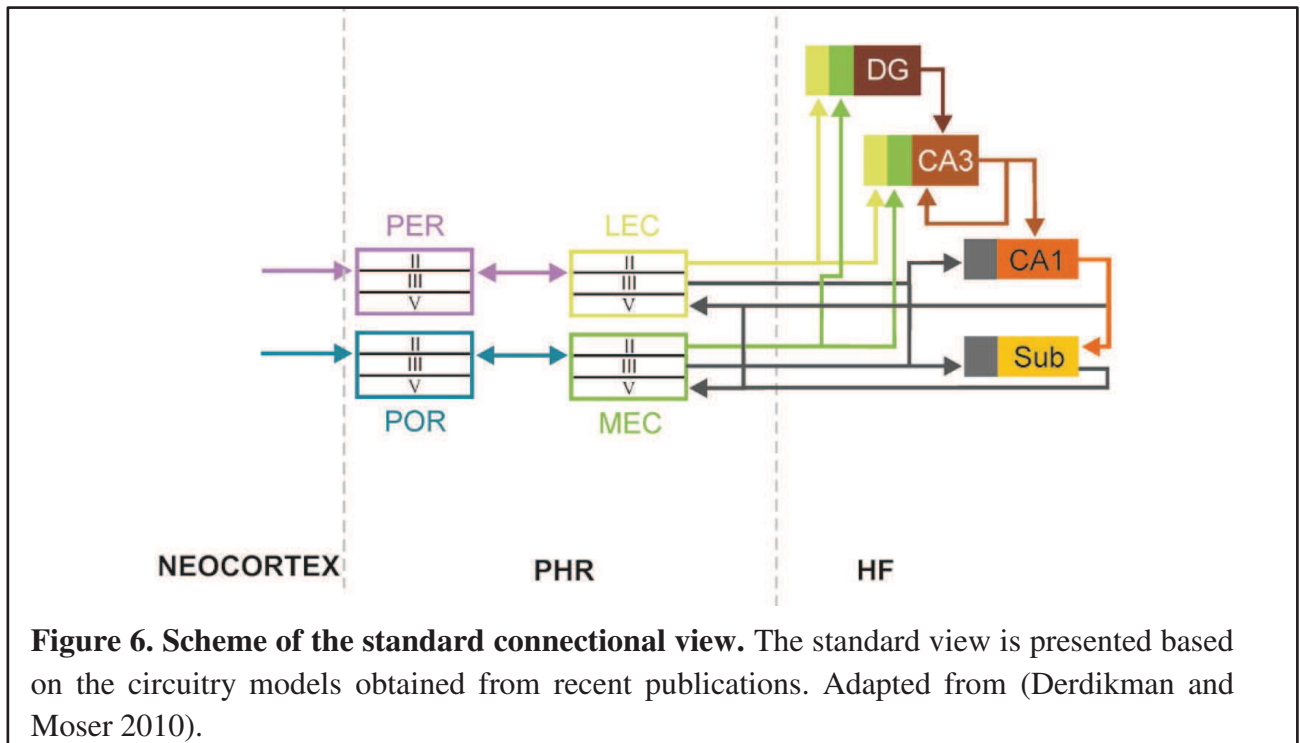 DG
CA3
PER
LEC
II
III
V
II
III
V
CA1
II
III
V
II
III
V
Sub
POR
MEC
NEOCORTEX
PHR
HF
Figure 6. Scheme of the standard connectional view. The standard view is presented based
on the circuitry models obtained from recent publications. Adapted from (Derdikman and
Moser 2010).